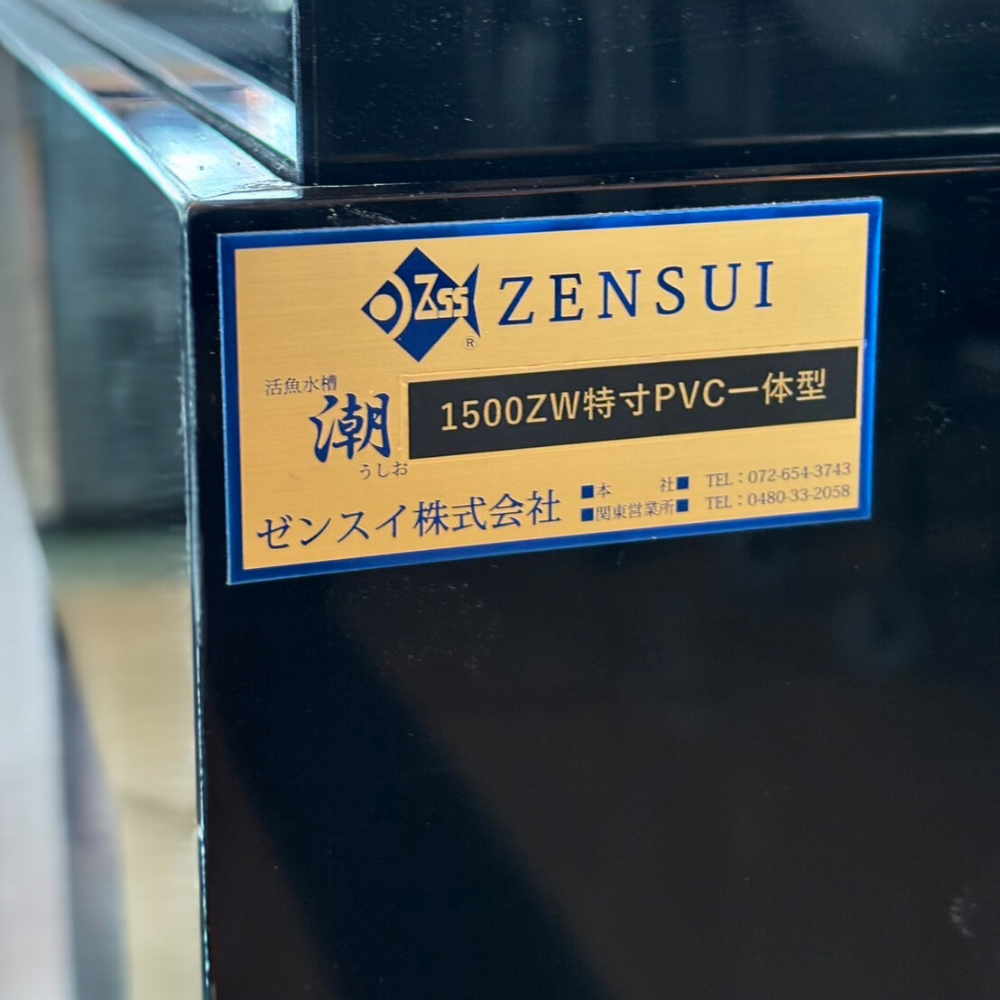 Zss® ZENSUI
活魚水槽
潮
うしお
1500ZW特寸PVC一体型
ゼンスイ株式会社
■本　　社■ TEL：072-654-3743
■関東営業所■ TEL：0480-33-2058